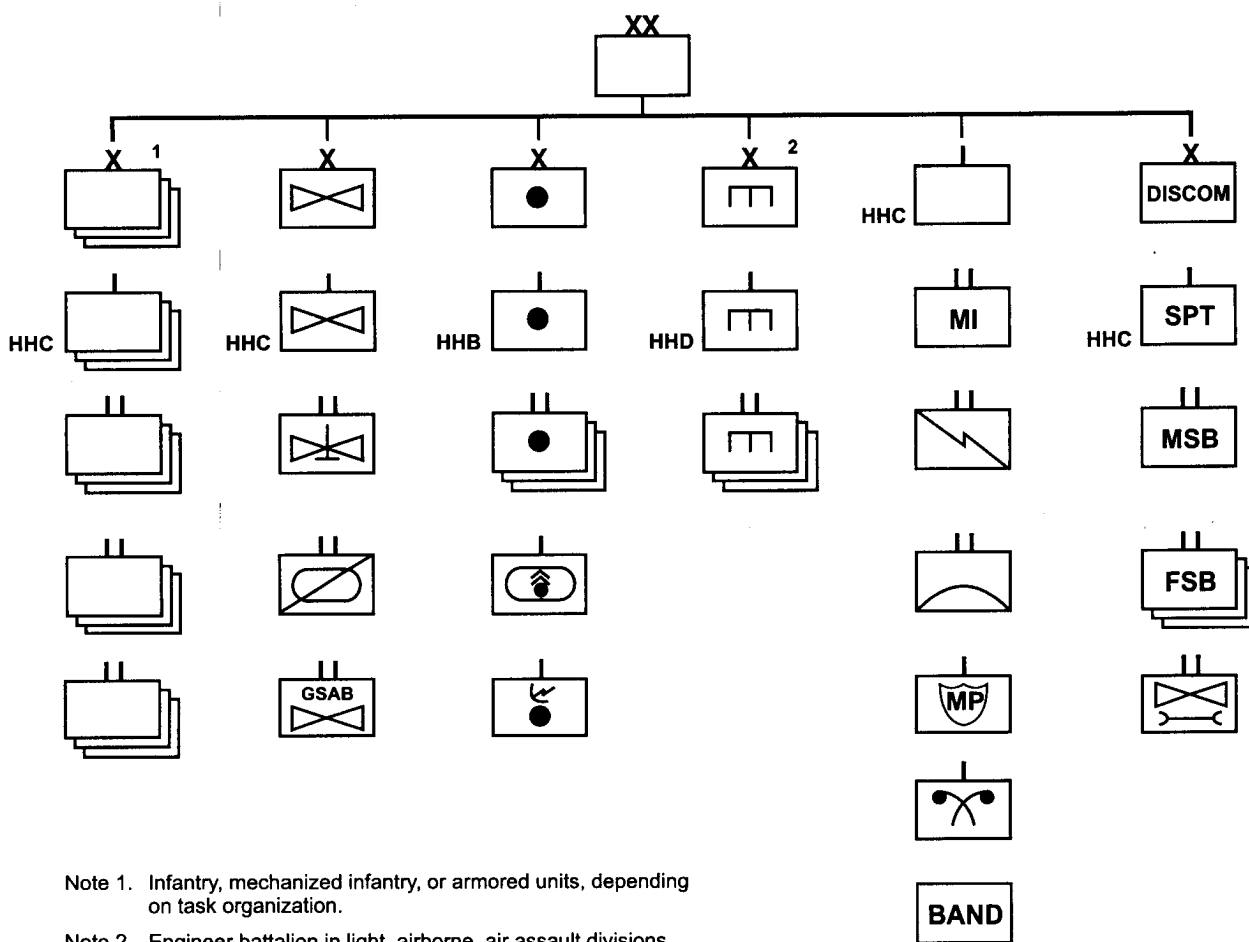 XX
X 1
X
X
X 2
X
HHC
DISCOM
HHC
HHC
HHB
HHD
MI
HHC
SPT
MSB
FSB
GSAB
MP
BAND
Note 1. Infantry, mechanized infantry, or armored units, depending
on task organization.
Note 2. Engineer battalion in light, airborne, air assault divisions